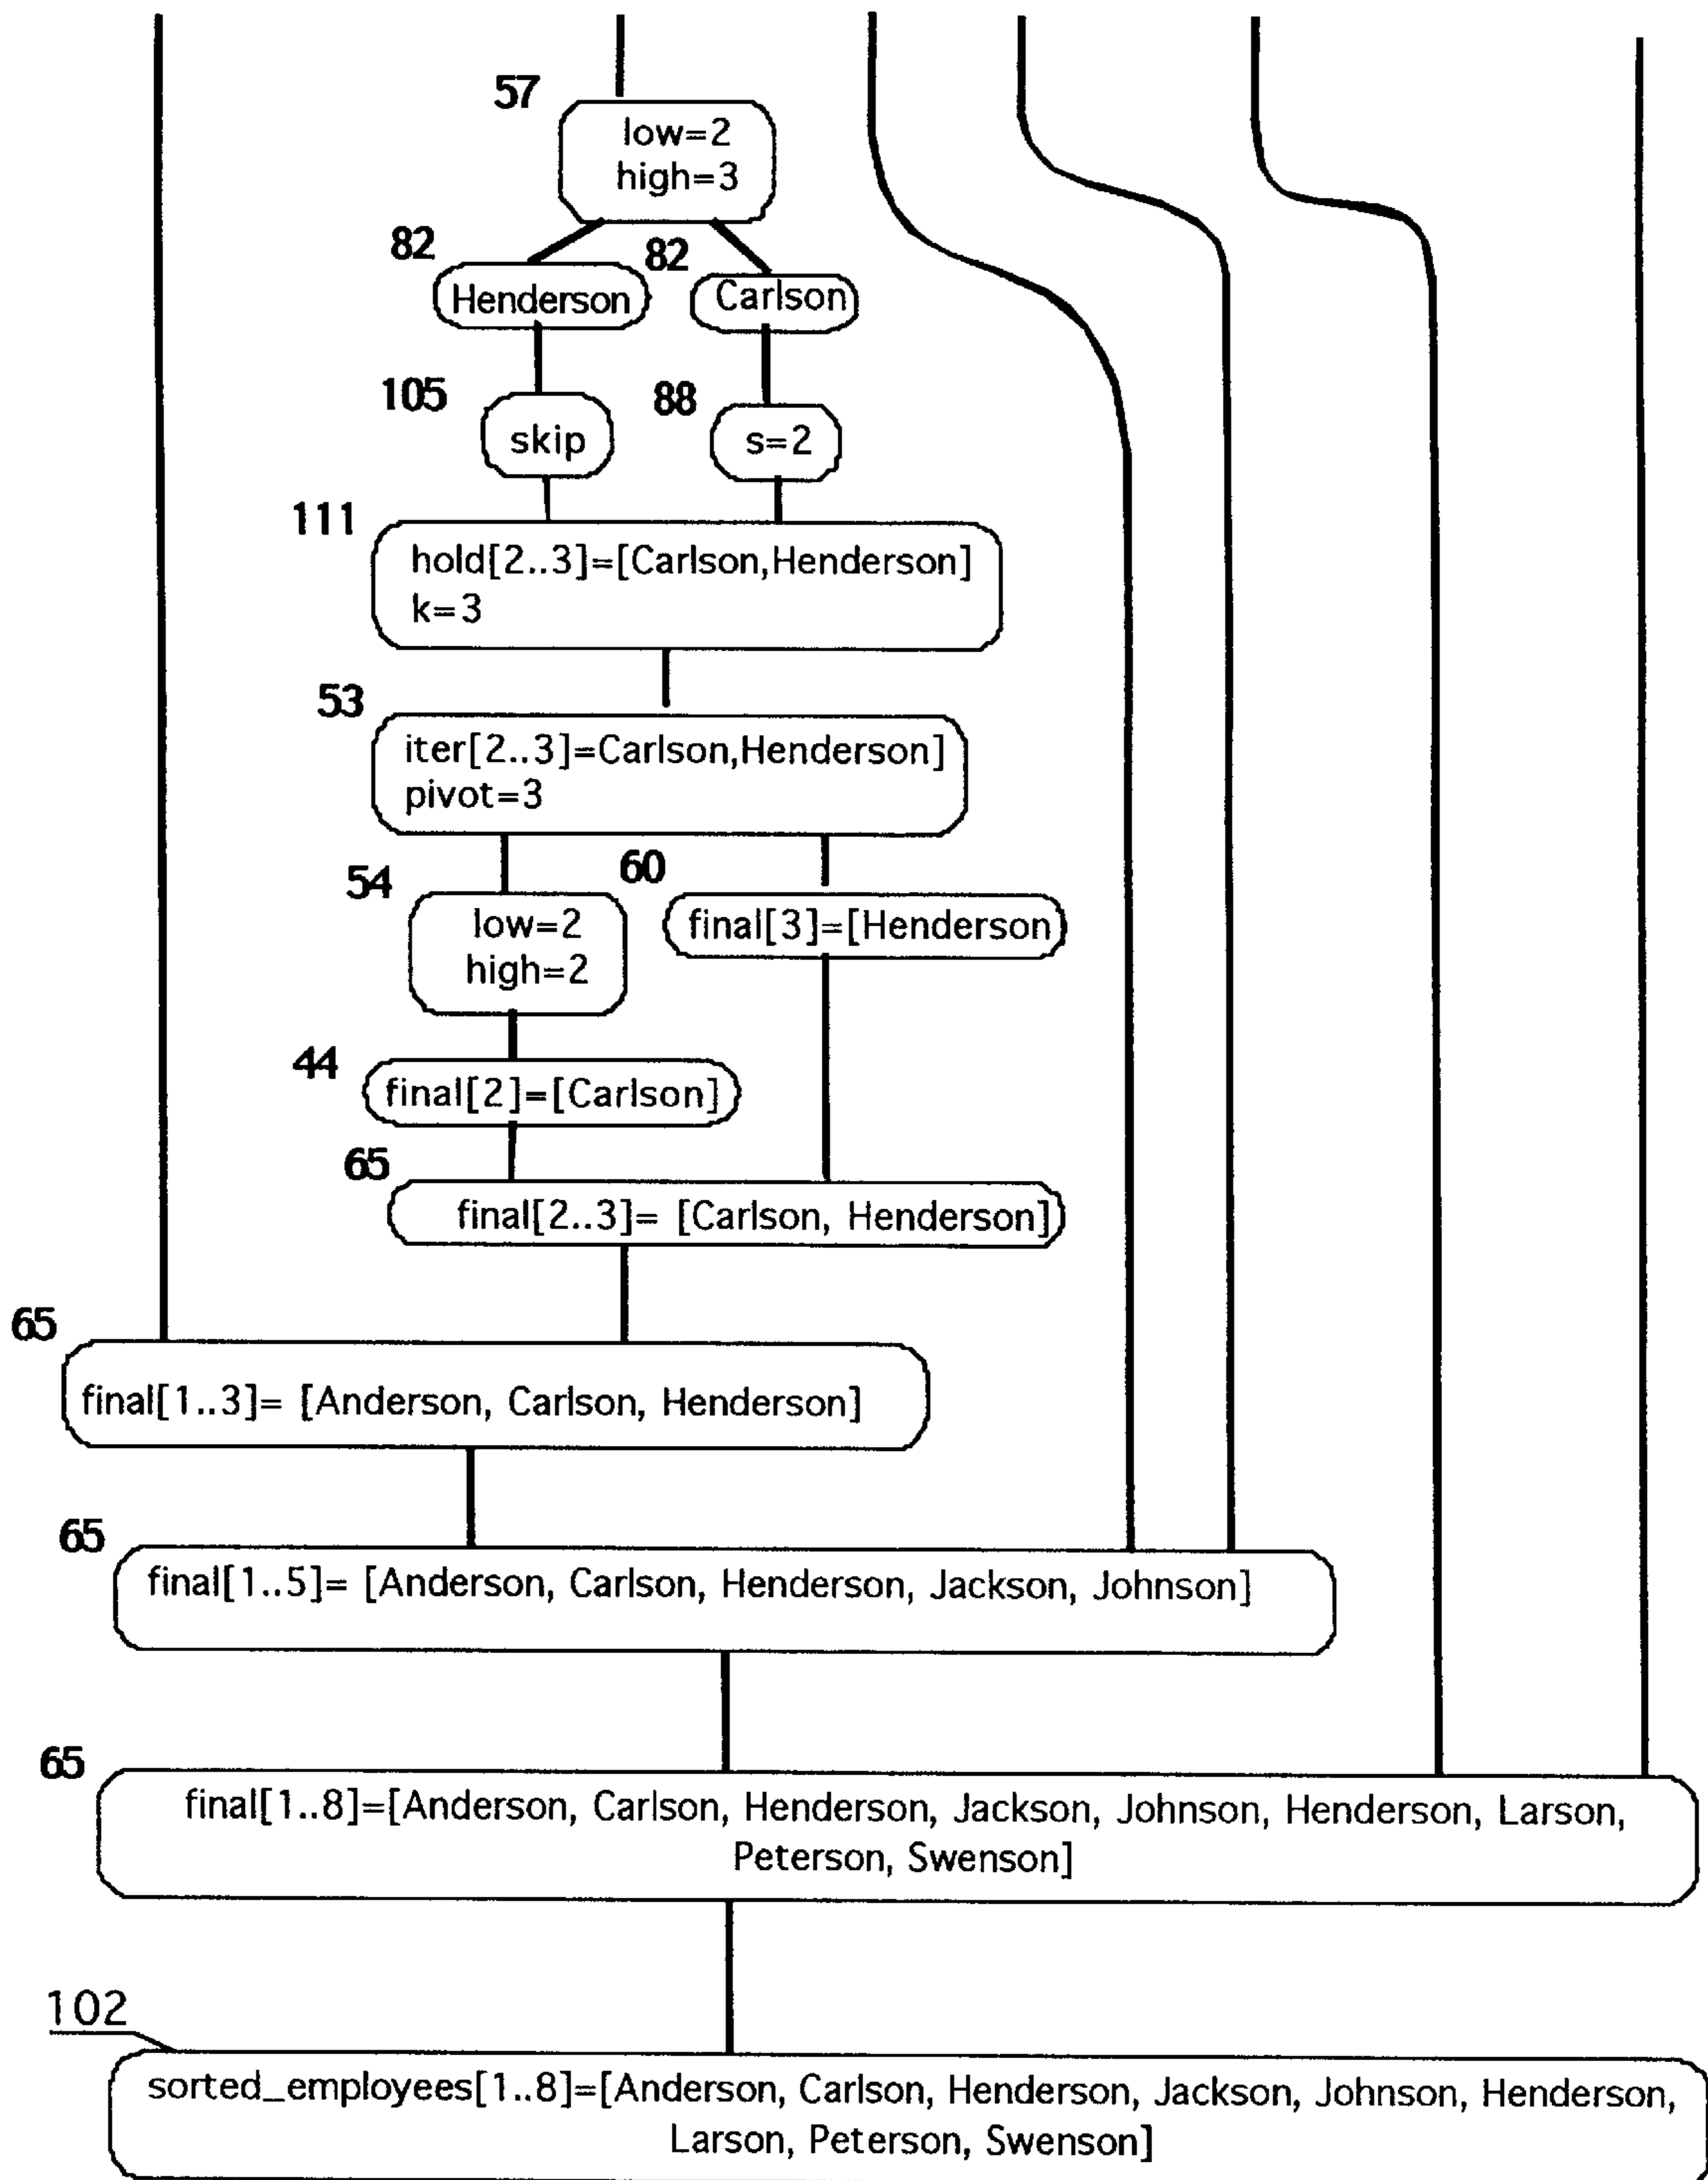 57
low=2
high=3
82
82
Henderson
Carlson
105
88
skip
s=2
111
hold[2..3]=[Carlson,Henderson]
k=3
53
iter[2..3]=Carlson,Henderson]
pivot=3
54
60
low=2
high=2
final[3]=[Henderson
44
final[2]=[Carlson]
65
final[2..3]= [Carlson, Henderson]
65
final[1..3]= [Anderson, Carlson, Henderson]
65
final[1..5]= [Anderson, Carlson, Henderson, Jackson, Johnson]
65
final[1..8]=[Anderson, Carlson, Henderson, Jackson, Johnson, Henderson, Larson,
Peterson, Swenson]
102
sorted_employees[1..8]=[Anderson, Carlson, Henderson, Jackson, Johnson, Henderson,
Larson, Peterson, Swenson]